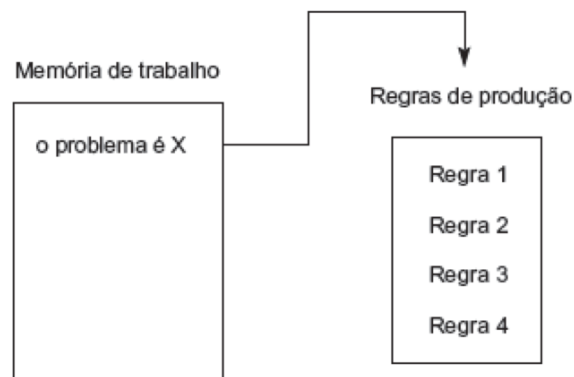 Memória de trabalho
o problema é X
Regras de produção
Regra 1
Regra 2
Regra 3
Regra 4